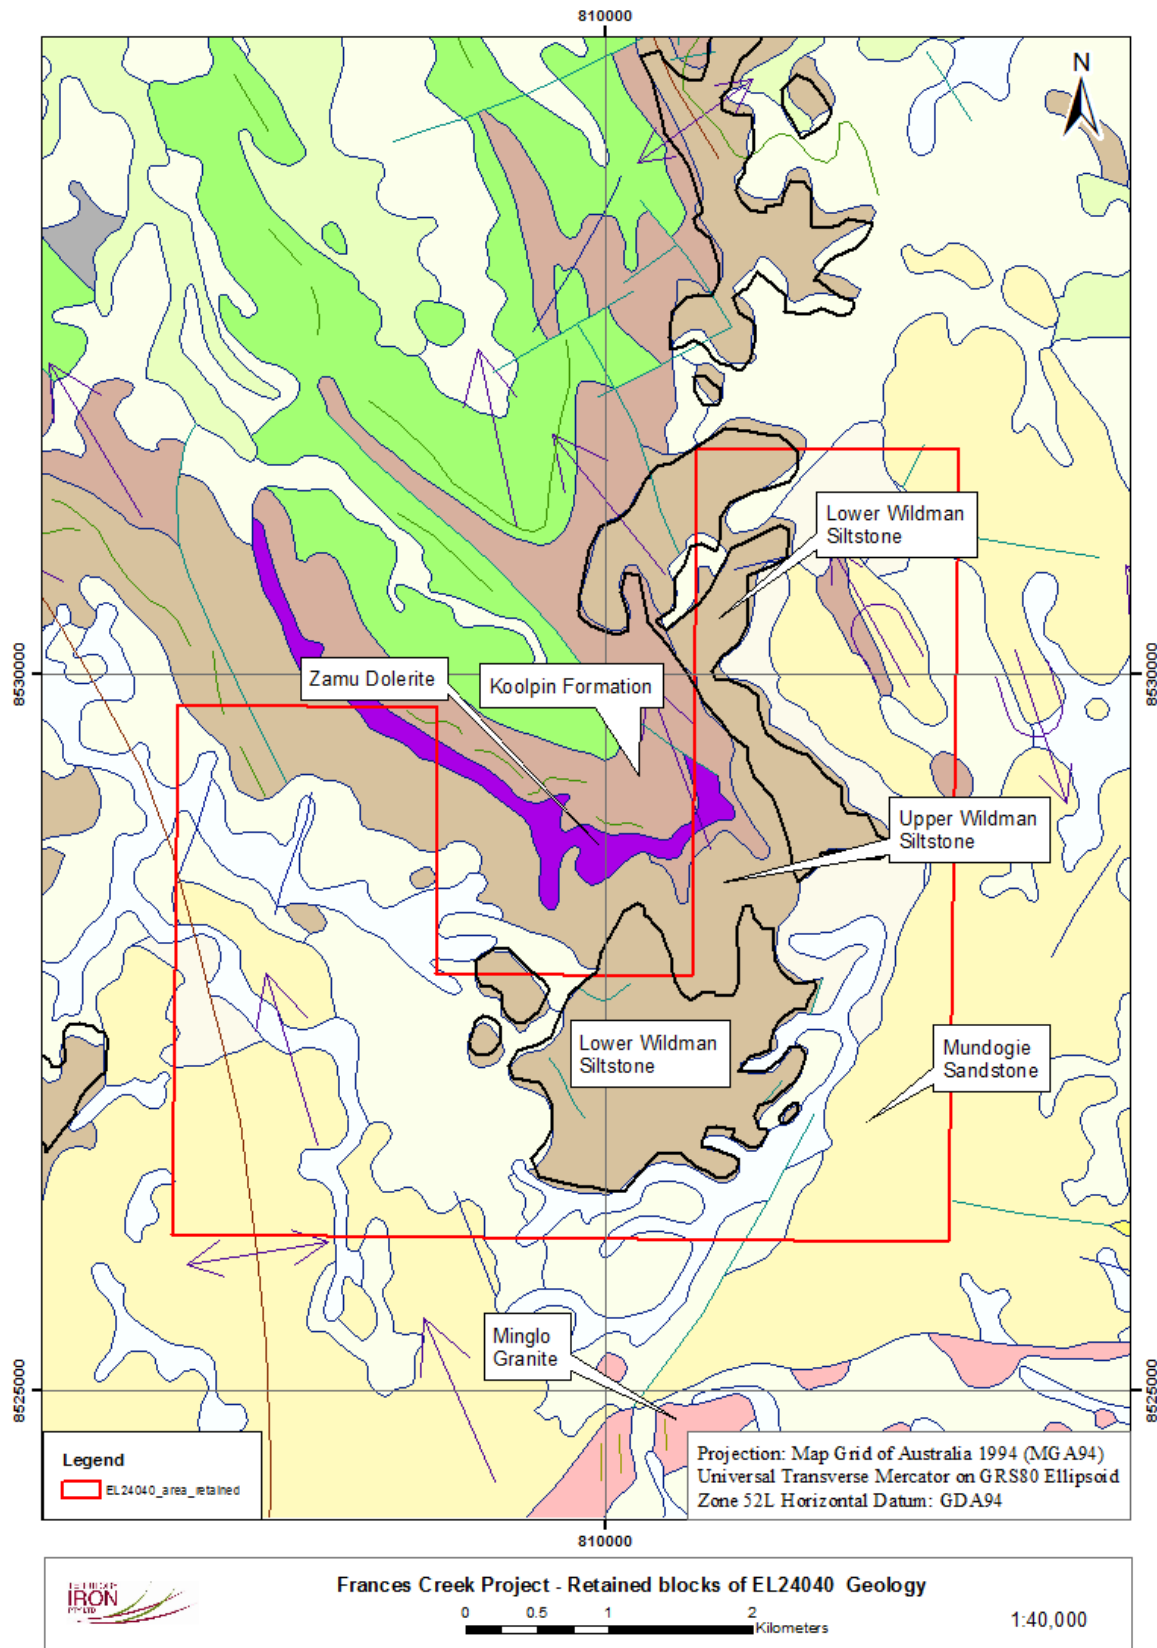 810000
N
Lower Wildman
Siltstone
8530000
8530000
Zamu Dolerite
Koolpin Formation
Upper Wildman
Siltstone
Lower Wildman
Siltstone
Mundogie
Sandstone
Minglo
Granite
8525000
8525000
Legend
EL24040_area_retained
Projection: Map Grid of Australia 1994 (MGA94)
Universal Transverse Mercator on GRS80 Ellipsoid
Zone 52L Horizontal Datum: GDA94
810000
IRON
PTY LTD
Frances Creek Project - Retained blocks of EL24040 Geology
0 0.5 1 2
Kilometers
1:40,000